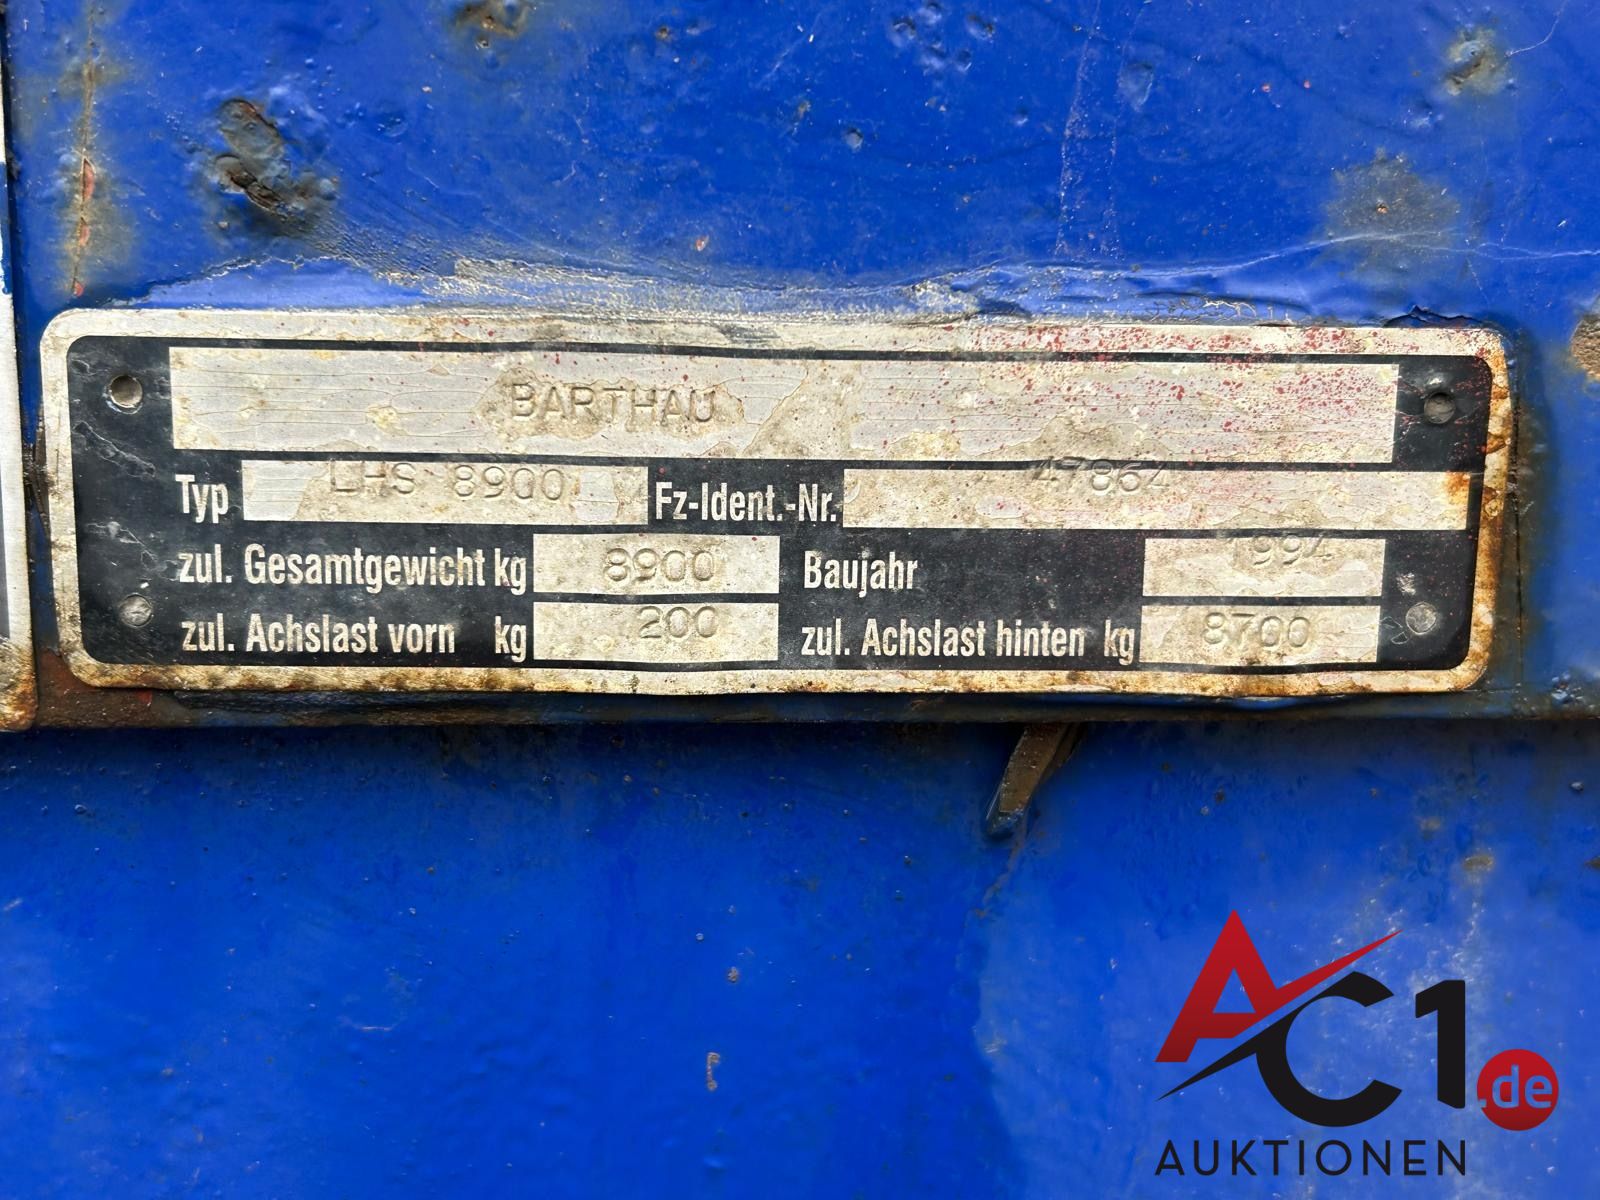 BARTHAU
Typ LHS 8900 Fz-Ident.-Nr. 47864
zul. Gesamtgewicht kg 8900 Baujahr 1994
zul. Achslast vorn kg 200 zul. Achslast hinten kg 8700
AC1.de
AUKTIONEN